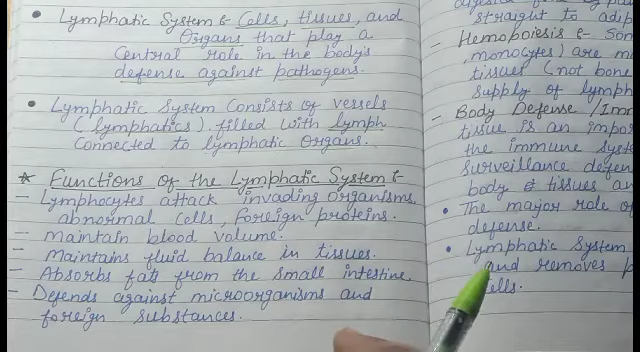 • Lymphatic System :- Cells, tissues, and
Organs that play a
Central role in the body's
defense against pathogens.
• Lymphatic System Consists of vessels
(lymphatics) filled with lymph
Connected to lymphatic Organs.
* Functions of the Lymphatic System :-
- Lymphocytes attack invading organisms,
abnormal Cells, foreign proteins.
- Maintain blood volume.
- Maintains fluid balance in tissues.
- Absorbs fats from the small intestine
- Defends against microorganisms and
foreign substances.
straight to adip
- Hemopoiesis :- Som
monocytes) are m
tissues (not bone
supply of lymph
- Body Defense / Imm
tissue is an impor
the immune syste
Surveillance defen
body & tissues an
• The major role of
defense.
• Lymphatic System
and removes p
Cells.